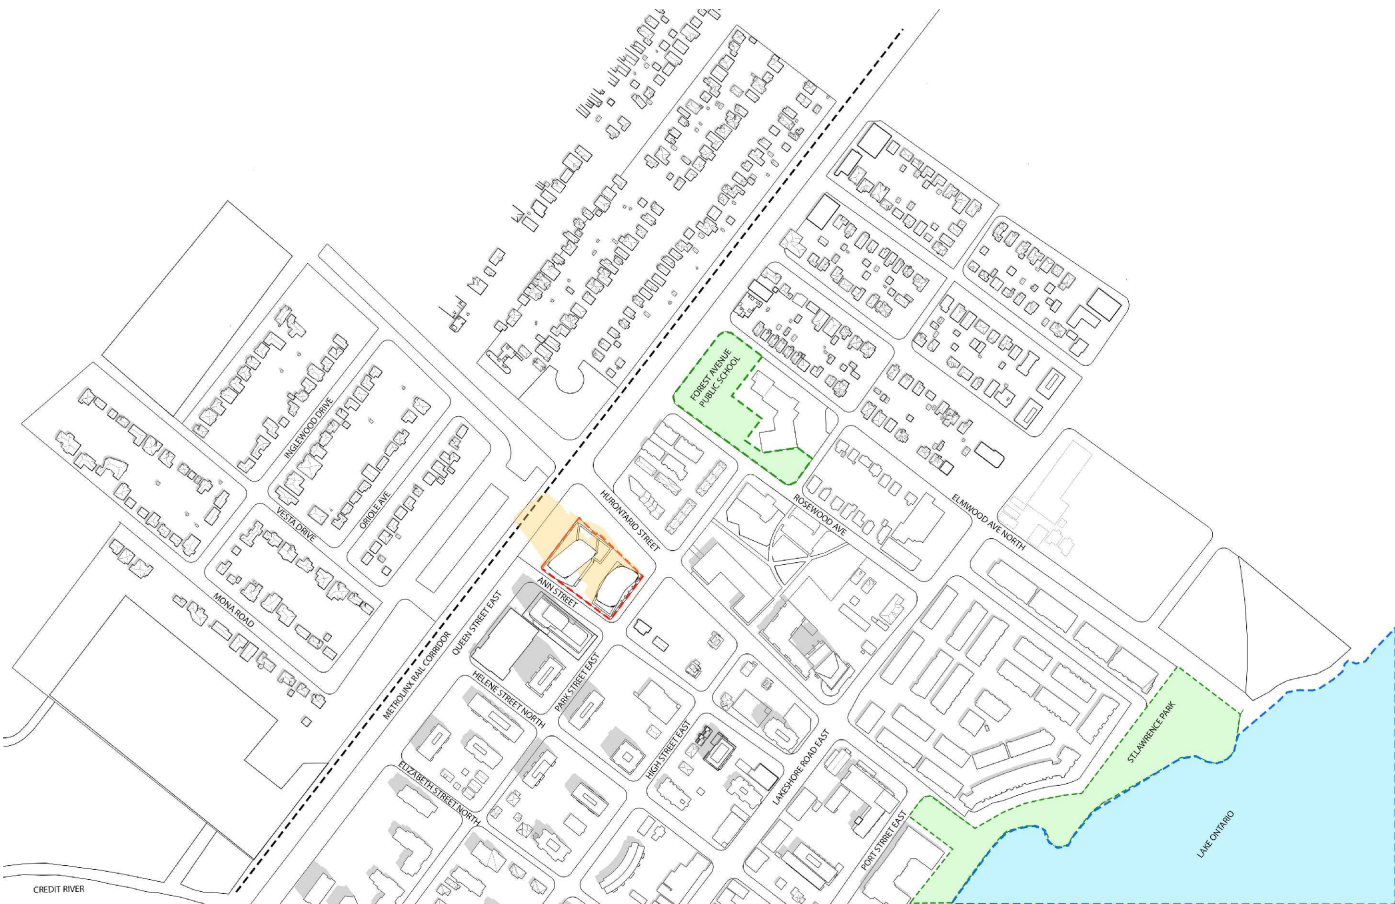 FOREST AVENUE
PUBLIC SCHOOL
INGLEWOOD DRIVE
ORIOLE AVE
VESTA DRIVE
HURONTARIO STREET
ROSEWOOD AVE
ELMWOOD AVE NORTH
MONA ROAD
ANN STREET
QUEEN STREET EAST
METROLINX RAIL CORRIDOR
HELENE STREET NORTH
PARK STREET EAST
ELIZABETH STREET NORTH
HIGH STREET EAST
LAKESHORE ROAD EAST
PORT STRRET EAST
ST.LAWRENCE PARK
LAKE ONTARIO
CREDIT RIVER